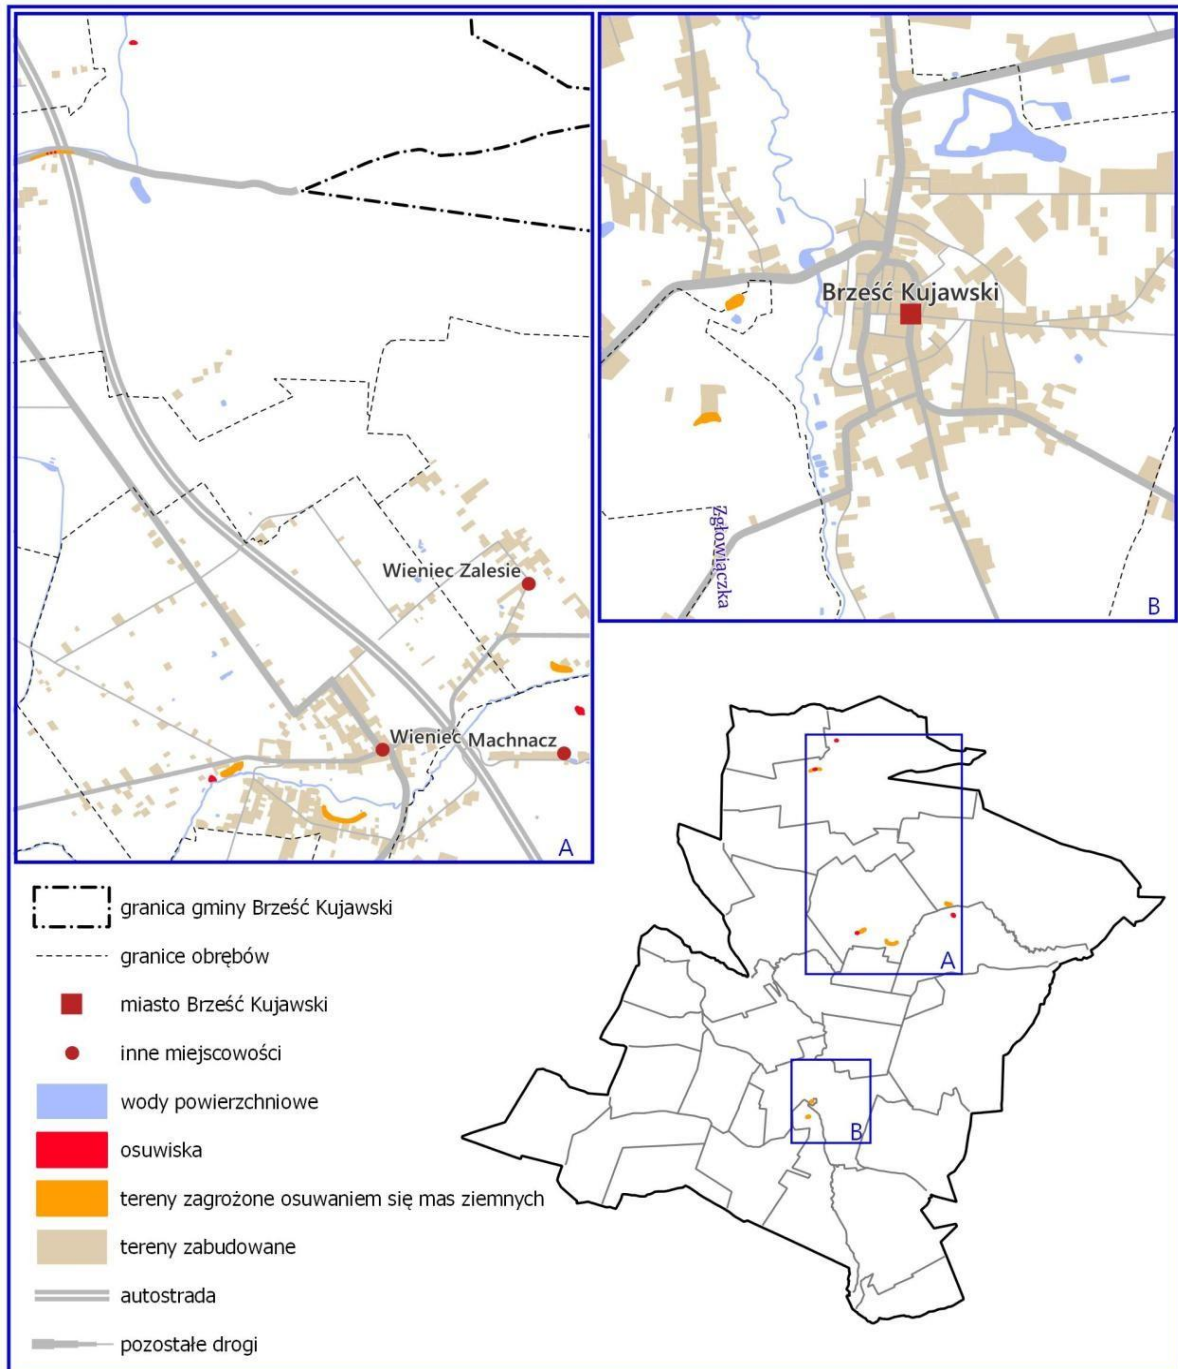 Wieniec Zalesie
Wieniec
Machnacz
A
Brześć Kujawski
Zgłowiączka
B
A
B
granica gminy Brześć Kujawski
granice obrębów
miasto Brześć Kujawski
inne miejscowości
wody powierzchniowe
osuwiska
tereny zagrożone osuwaniem się mas ziemnych
tereny zabudowane
autostrada
pozostałe drogi